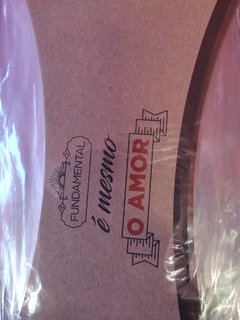 FUNDAMENTAL
é mesmo
O AMOR